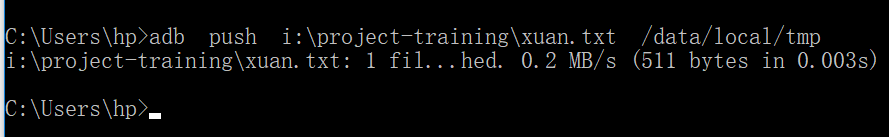 C:\Users\hp>adb  push  i:\project-training\xuan.txt  /data/local/tmp
i:\project-training\xuan.txt: 1 fil...hed. 0.2 MB/s (511 bytes in 0.003s)
C:\Users\hp>